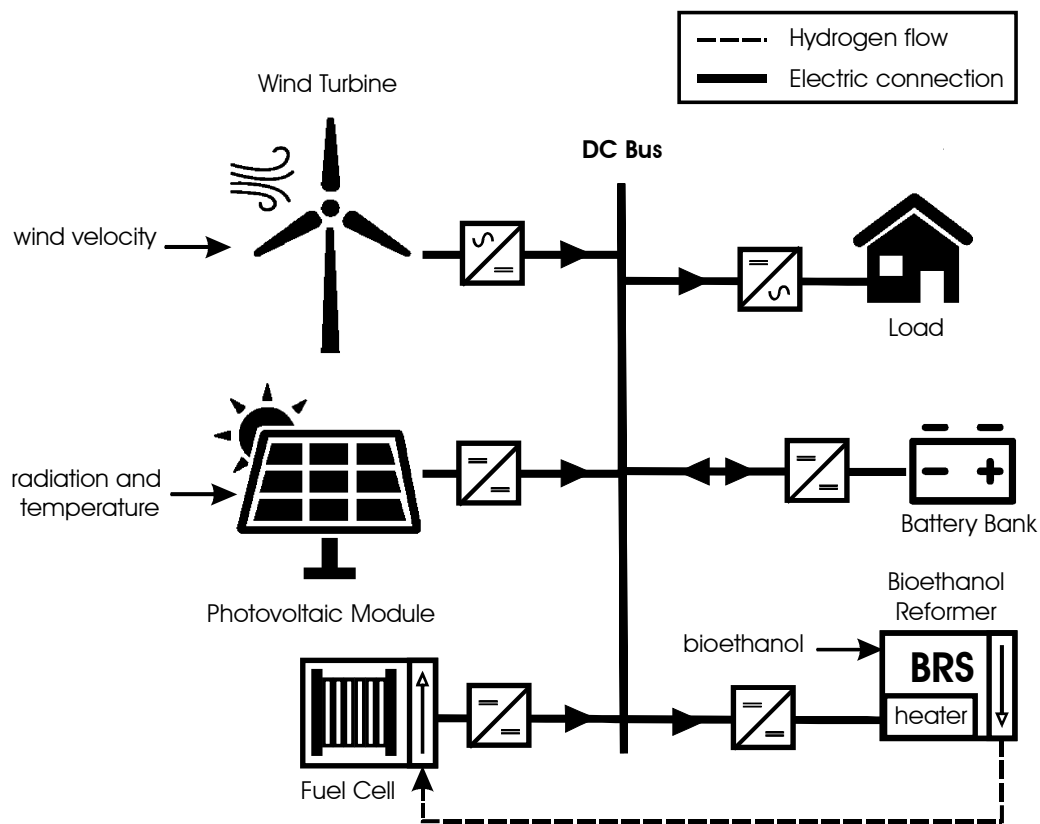 Hydrogen flow
Electric connection
Wind Turbine
DC Bus
wind velocity
Load
radiation and
temperature
Battery Bank
Photovoltaic Module
Bioethanol
Reformer
bioethanol
BRS
heater
Fuel Cell